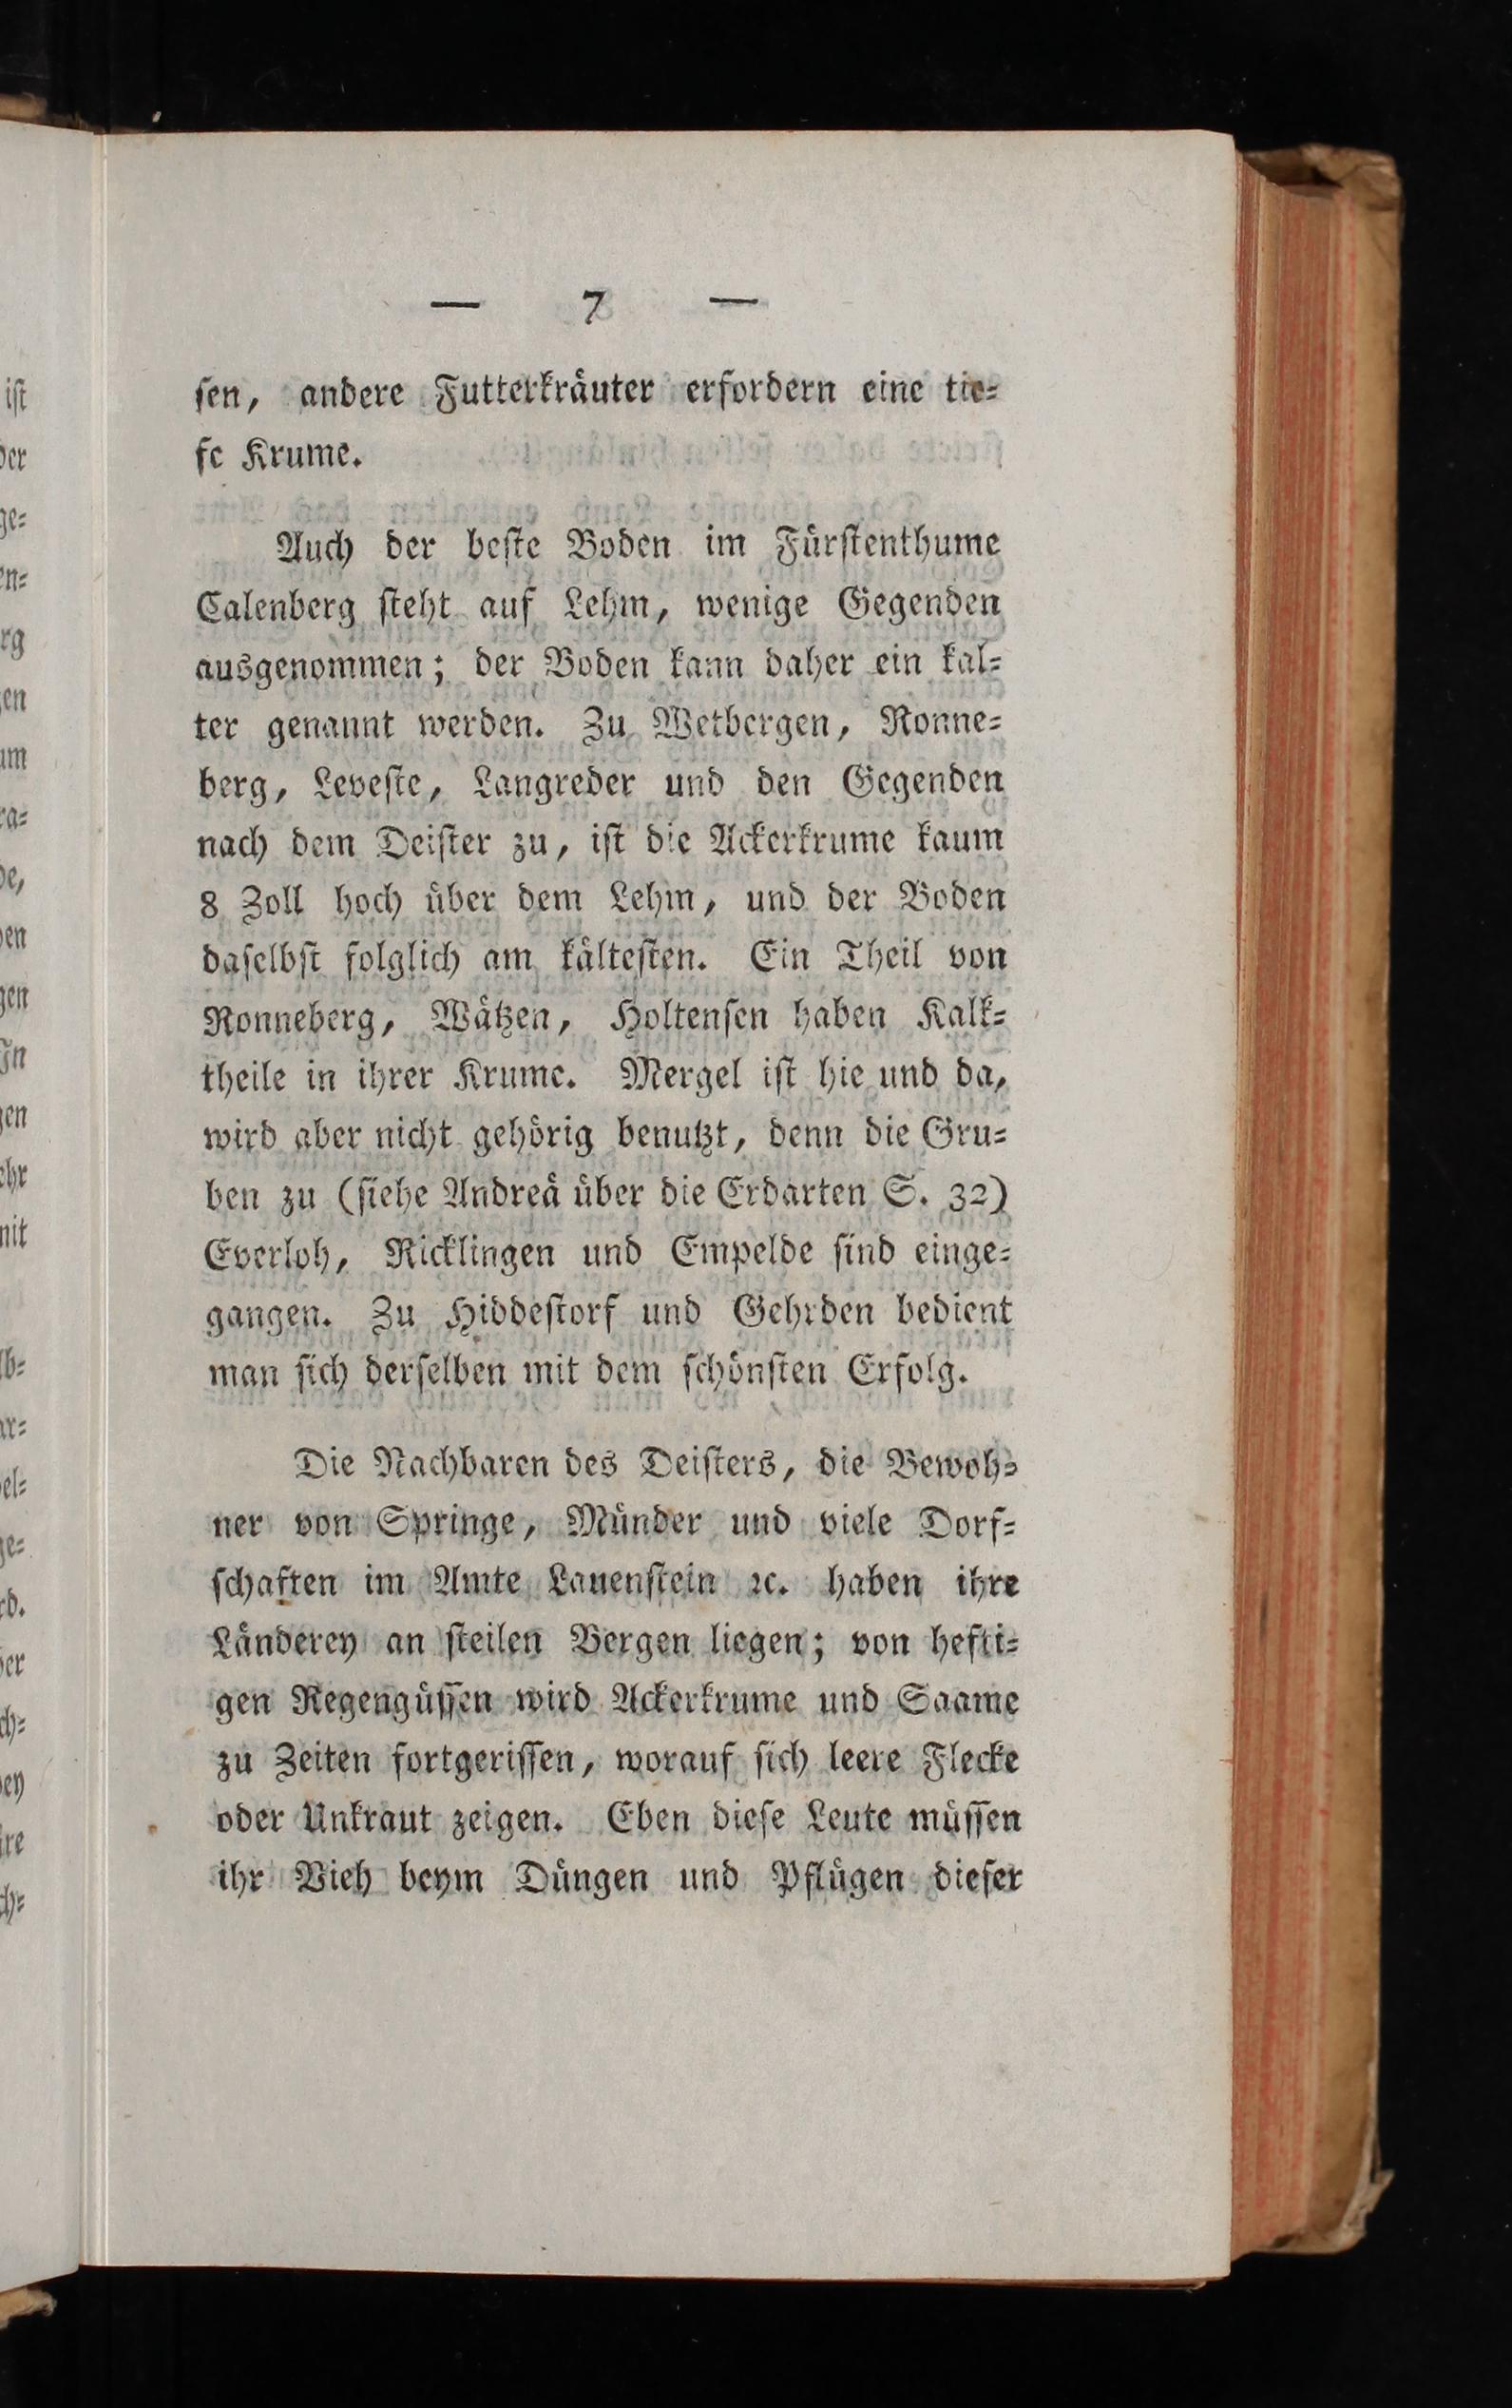 — 7 —
ſen, andere Futterkräuter erfordern eine tie⸗
fe Krume.
Auch der beſte Boden im Fürſtenthume
Calenberg ſteht auf Lehm, wenige Gegenden
ausgenommen; der Boden kann daher ein kal⸗
ter genannt werden. Zu Wetbergen, Ronne⸗
berg, Leveſte, Langreder und den Gegenden
nach dem Deiſter zu, iſt die Ackerkrume kaum
8 Zoll hoch über dem Lehm, und der Boden
daſelbſt folglich am kälteſten. Ein Theil von
Ronneberg, Wätzen, Holtenſen haben Kalk⸗
theile in ihrer Krume. Mergel iſt hie und da,
wird aber nicht gehörig benutzt, denn die Gru⸗
ben zu (ſiehe Andreä über die Erdarten S. 32)
Everloh, Ricklingen und Empelde ſind einge⸗
gangen. Zu Hiddeſtorf und Gehrden bedient
man ſich derſelben mit dem ſchönſten Erfolg.
Die Nachbaren des Deiſters, die Bewoh⸗
ner von Springe, Münder und viele Dorf⸗
ſchaften im Amte Lauenſtein ꝛc. haben ihre
Länderey an ſteilen Bergen liegen; von hefti⸗
gen Regengüſſen wird Ackerkrume und Saame
zu Zeiten fortgeriſſen, worauf ſich leere Flecke
oder Unkraut zeigen. Eben dieſe Leute müſſen
ihr Vieh beym Düngen und Pflügen dieſer